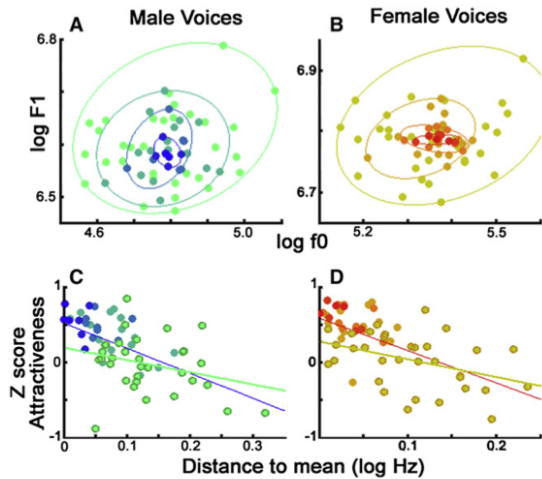 Male Voices
Female Voices
A
B
6.8
6.9
log F1
6.5
6.7
4.6
5.0
5.2
5.5
log f0
C
D
1
1
Z score
Attractiveness
0
0
-1
-1
0
0.1
0.2
0.3
0.1
0.2
Distance to mean (log Hz)